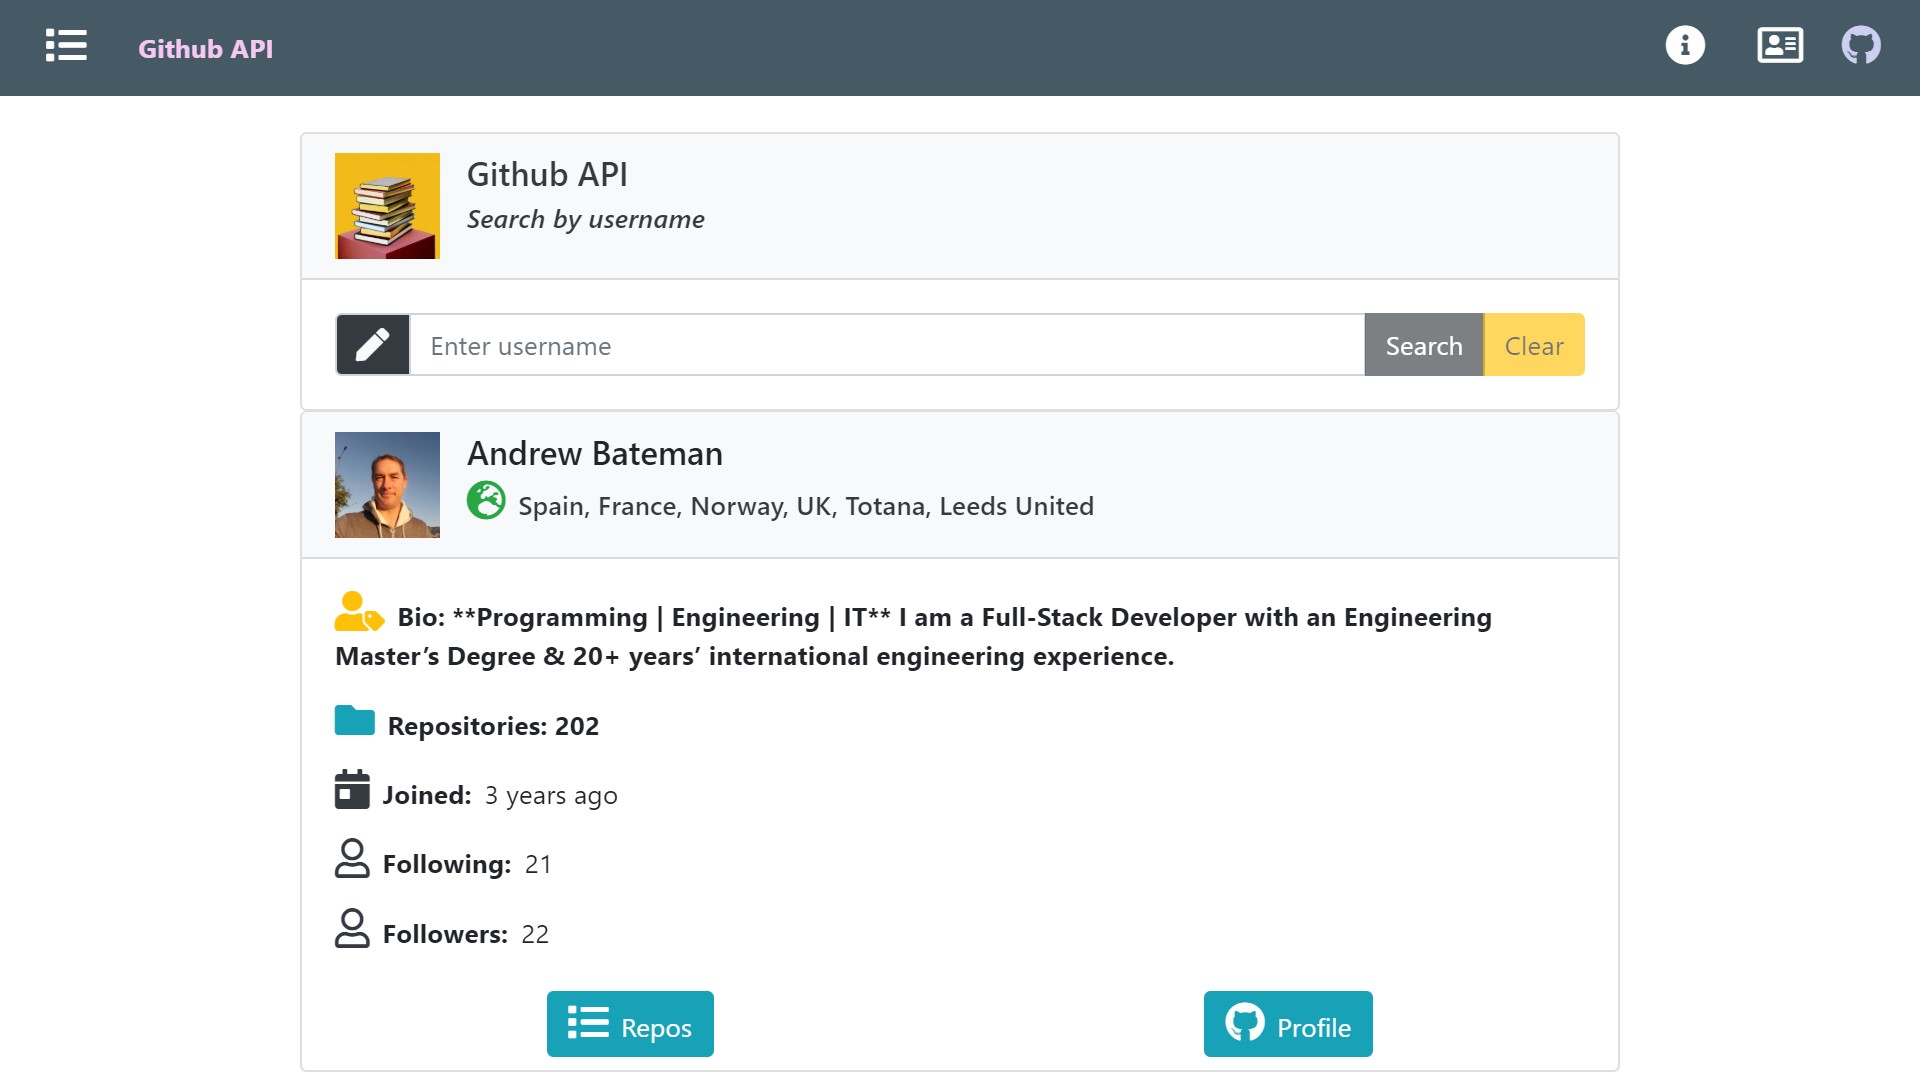 Github API
Github API
Search by username
Enter username
Search
Clear
Andrew Bateman
Spain, France, Norway, UK, Totana, Leeds United
Bio: **Programming | Engineering | IT** I am a Full-Stack Developer with an Engineering
Master’s Degree & 20+ years’ international engineering experience.
Repositories: 202
Joined: 3 years ago
Following: 21
Followers: 22
Repos
Profile